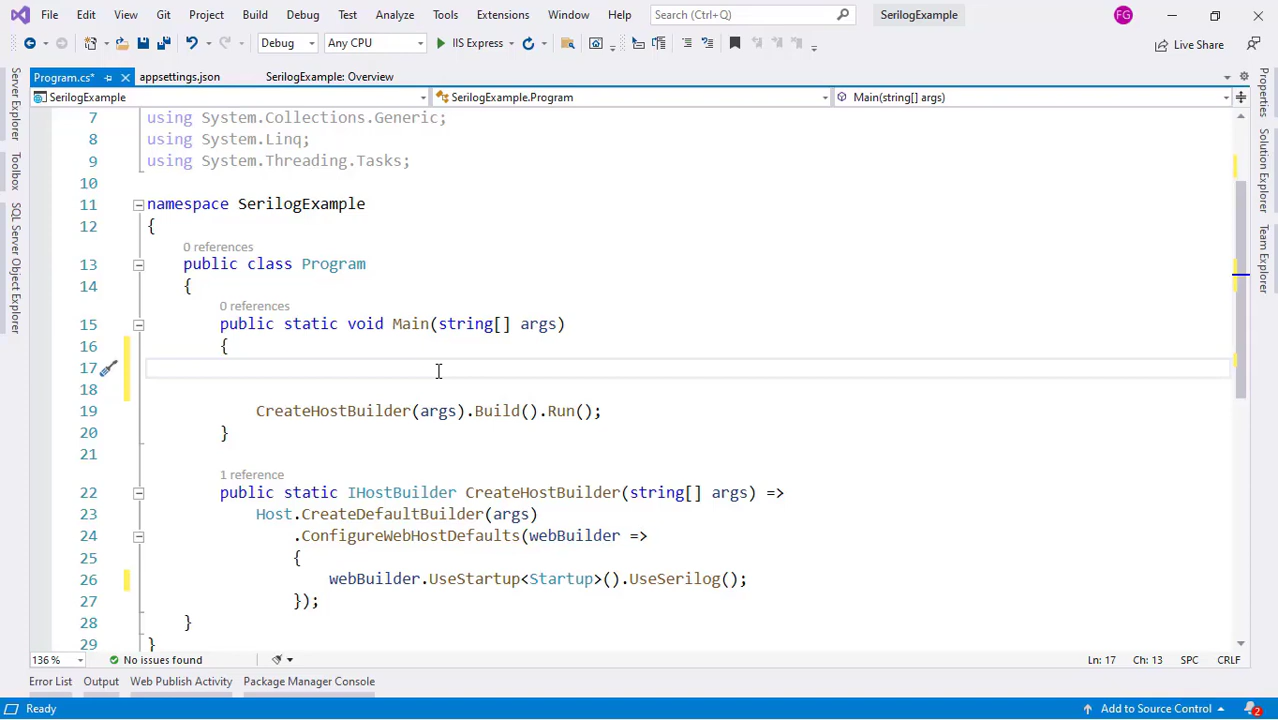 File Edit View Git Project Build Debug Test Analyze Tools Extensions Window Help Search (Ctrl+Q) SerilogExample FG
Debug Any CPU IIS Express Live Share
Program.cs* appsettings.json SerilogExample: Overview
SerilogExample SerilogExample.Program Main(string[] args)
Server Explorer
Toolbox
SQL Server Object Explorer
7 using System.Collections.Generic;
8 using System.Linq;
9 using System.Threading.Tasks;
10
11 namespace SerilogExample
12 {
0 references
13 public class Program
14 {
0 references
15 public static void Main(string[] args)
16 {
17
18
19 CreateHostBuilder(args).Build().Run();
20 }
21
1 reference
22 public static IHostBuilder CreateHostBuilder(string[] args) =>
23 Host.CreateDefaultBuilder(args)
24 .ConfigureWebHostDefaults(webBuilder =>
25 {
26 webBuilder.UseStartup<Startup>().UseSerilog();
27 });
28 }
29 }
Properties
Solution Explorer
Team Explorer
136 % No issues found Ln: 17 Ch: 13 SPC CRLF
Error List Output Web Publish Activity Package Manager Console
Ready Add to Source Control 2